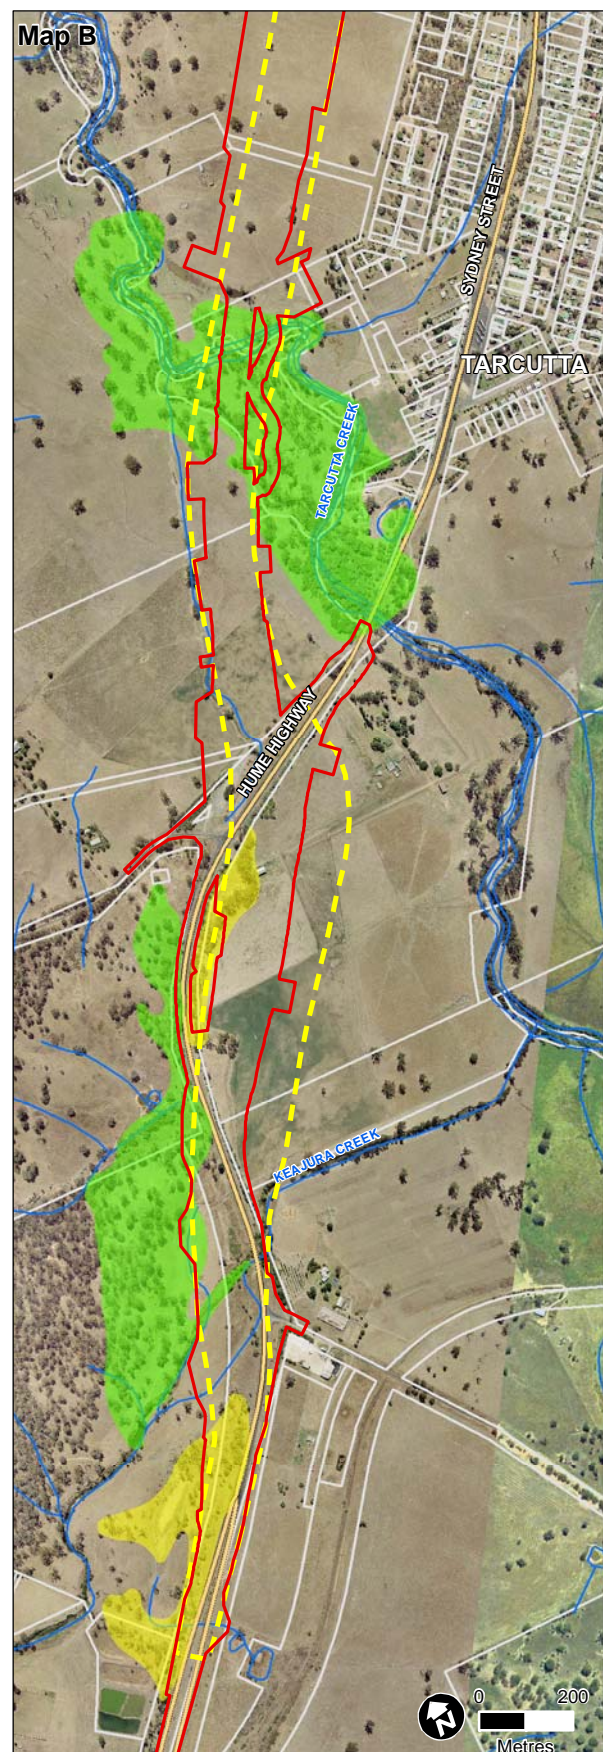 Map B
SYDNEY STREET
TARCUTTA
TARCUTTA CREEK
HUME HIGHWAY
KEAJURA CREEK
N
0 200
Metres